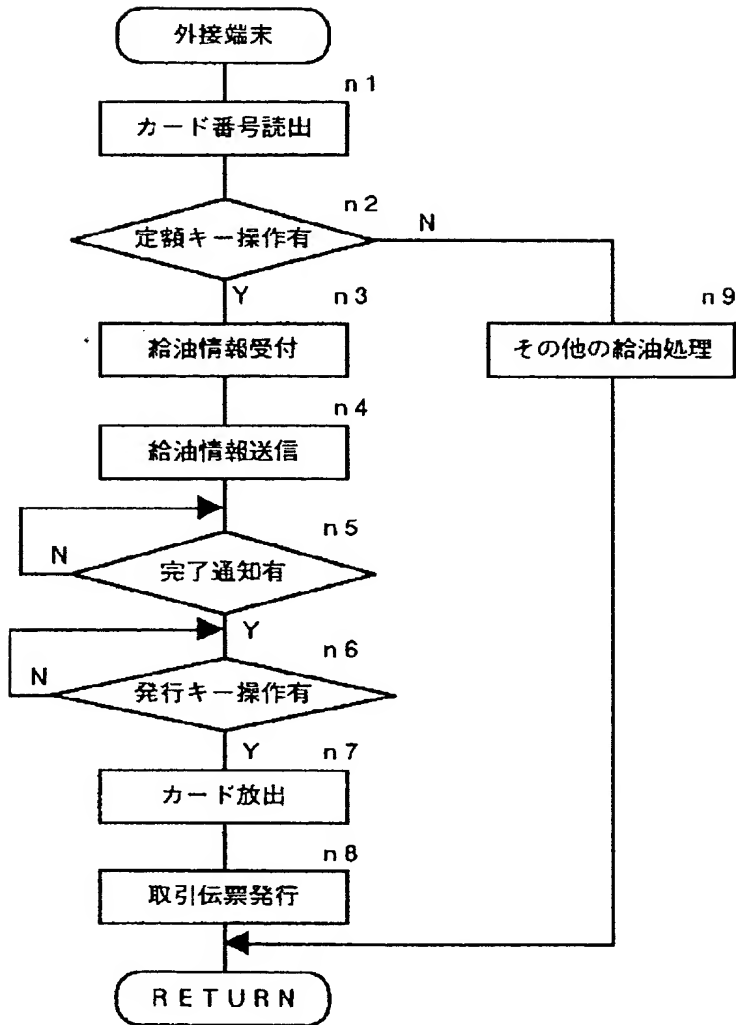 外接端末
n1
カード番号読出
n2
定額キー操作有
N
Y
n3
給油情報受付
n9
その他の給油処理
n4
給油情報送信
n5
完了通知有
N
Y
n6
発行キー操作有
N
Y
n7
カード放出
n8
取引伝票発行
RETURN